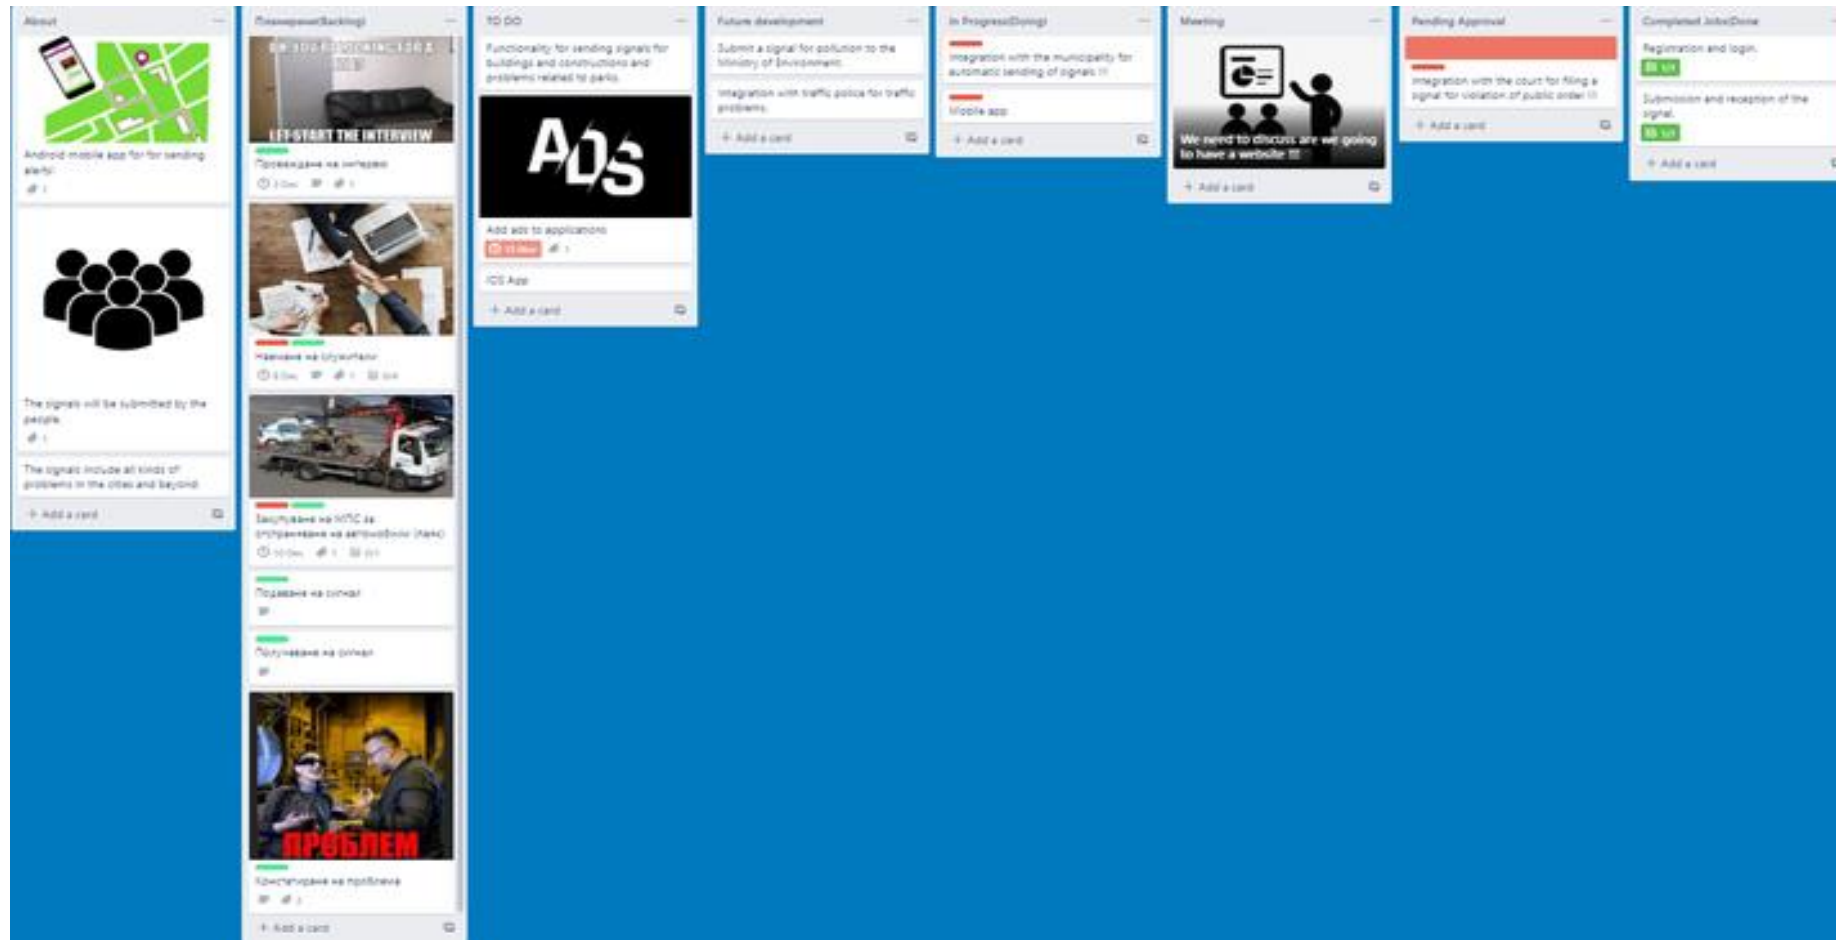 About
Android mobile app for for sending
alerts!
The signals will be submitted by the
people.
The signals include all kinds of
problems in the cities and beyond.
+ Add a card
LET START THE INTERVIEW
Провеждане на интервю
Наемане на служители
Закупуване на МПС за
Подаване на сигнал
Получаване на сигнал
ПРОБЛЕМ
Констатиране на проблема
+ Add a card
TO DO
Functionality for sending signals for
buildings and constructions and
problems related to parks.
ADS
Add ads to applications
iOS App
+ Add a card
Future development
Submit a signal for pollution to the
Ministry of Environment.
Integration with traffic police for traffic
problems.
+ Add a card
In Progress(Doing)
Integration with the municipality for
automatic sending of signals !!!
Mobile app
+ Add a card
Meeting
We need to discuss are we going
to have a website !!!
+ Add a card
Pending Approval
Integration with the court for filing a
signal for violation of public order !!!
+ Add a card
Completed Jobs(Done
Registration and login.
1/1
Submission and reception of the
signal.
1/1
+ Add a card